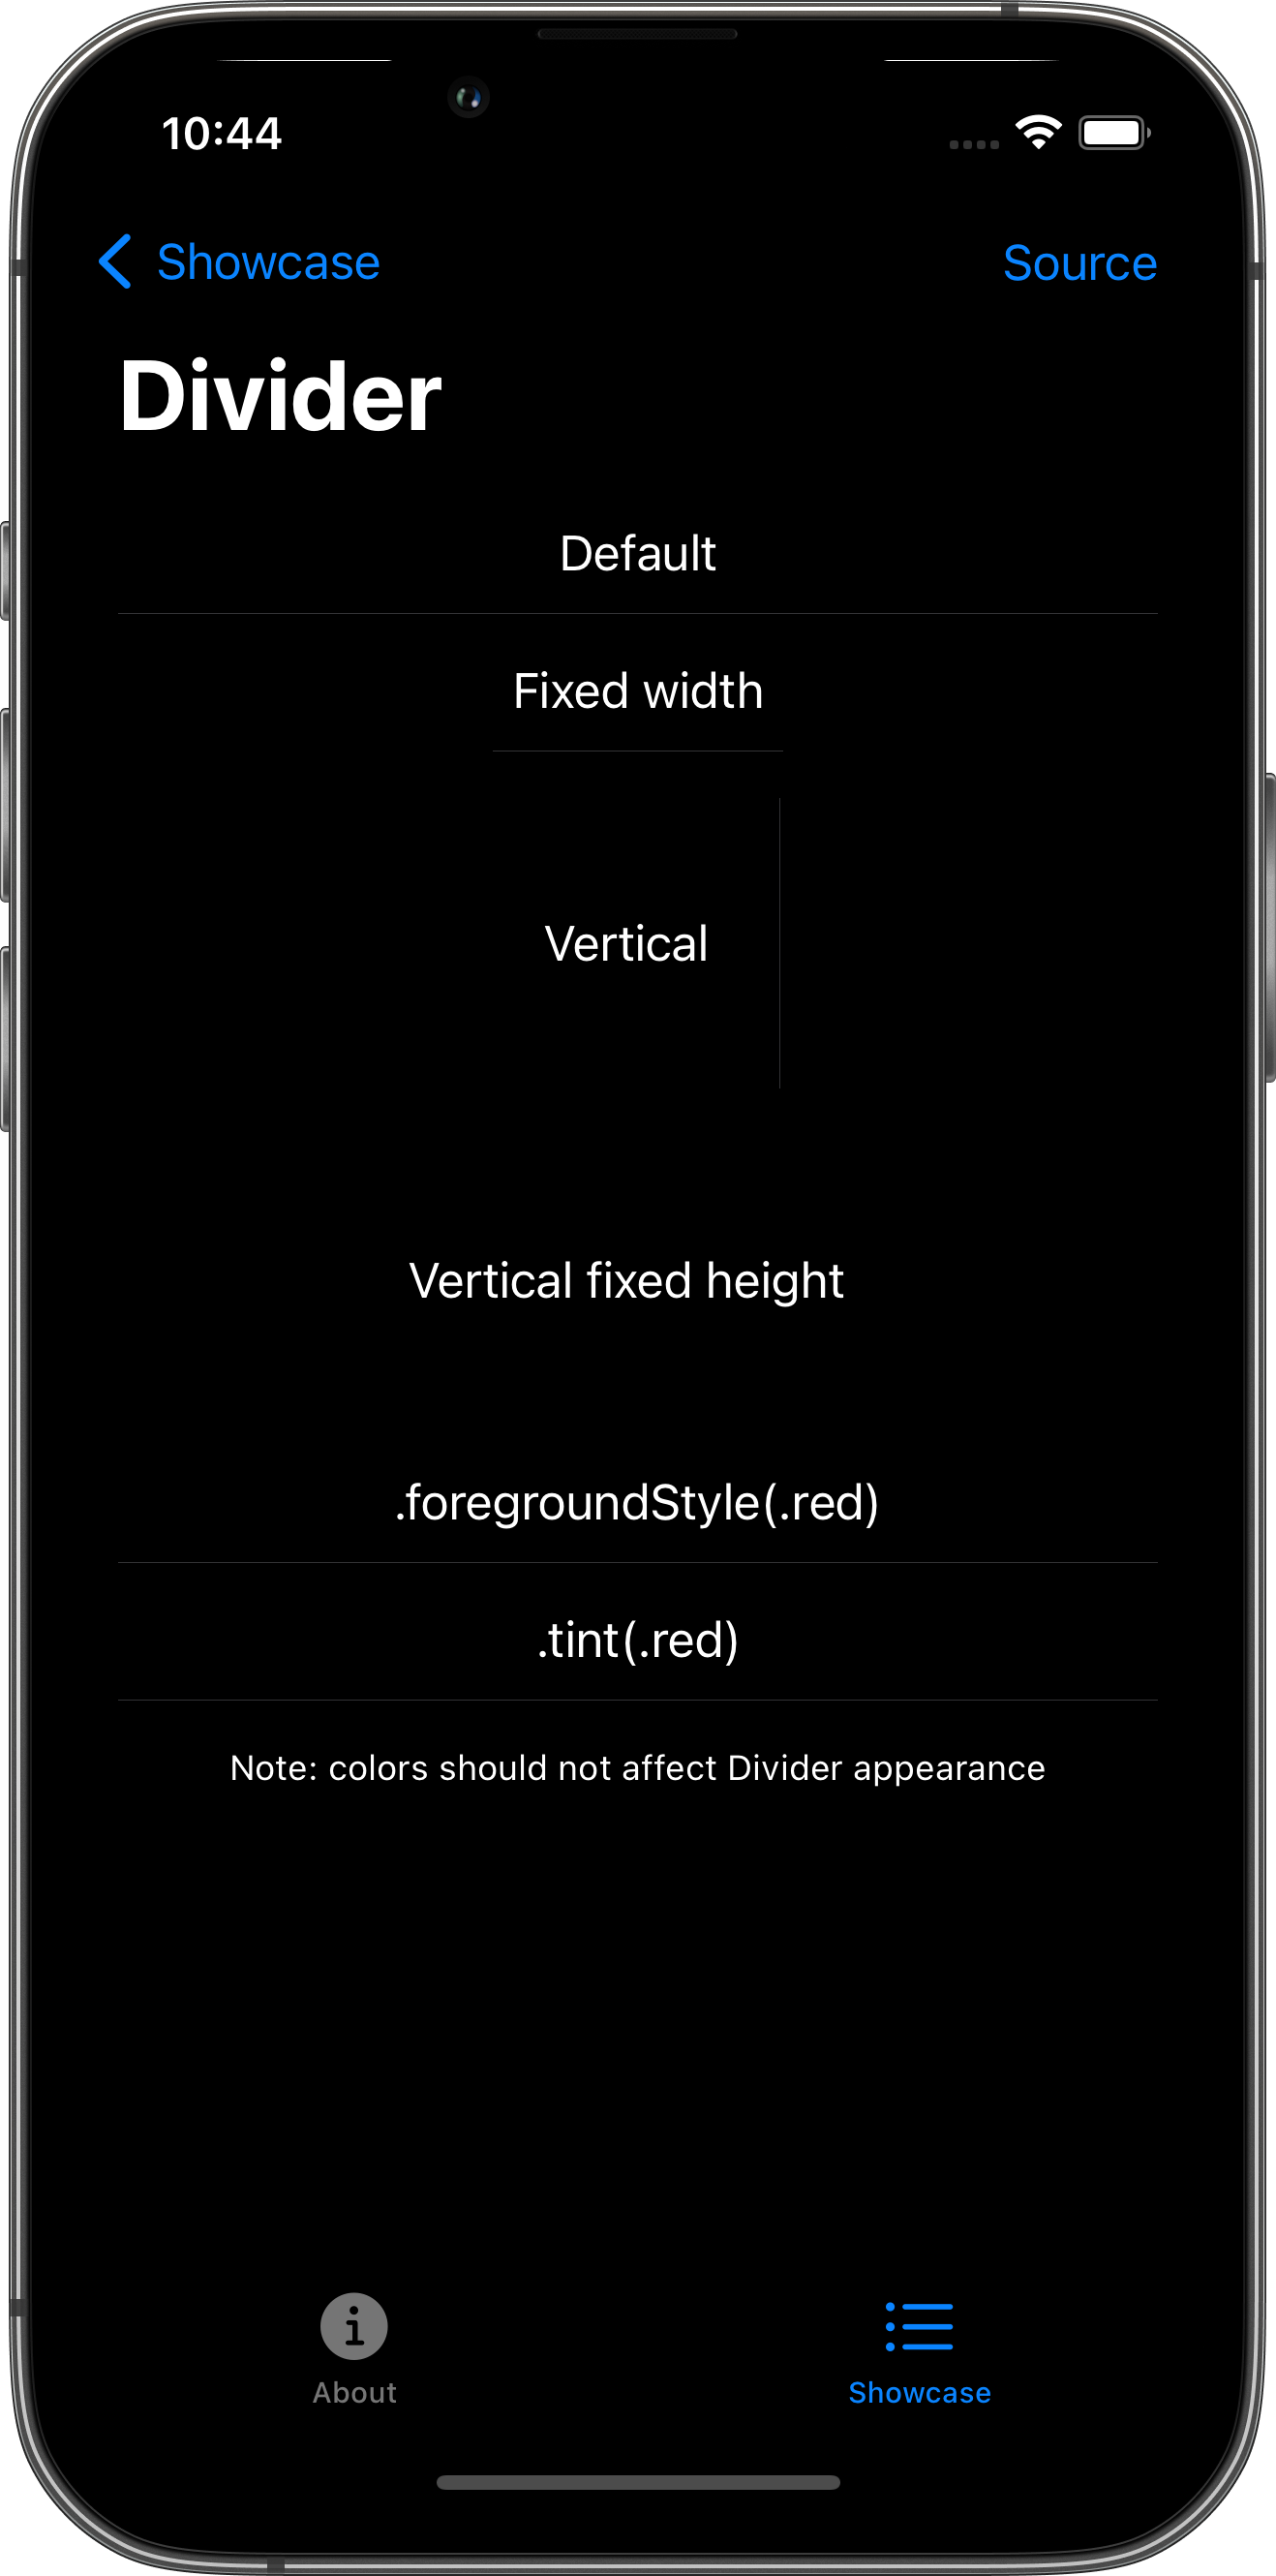 10:44
Showcase
Source
Divider
Default
Fixed width
Vertical
Vertical fixed height
.foregroundStyle(.red)
.tint(.red)
Note: colors should not affect Divider appearance
About
Showcase